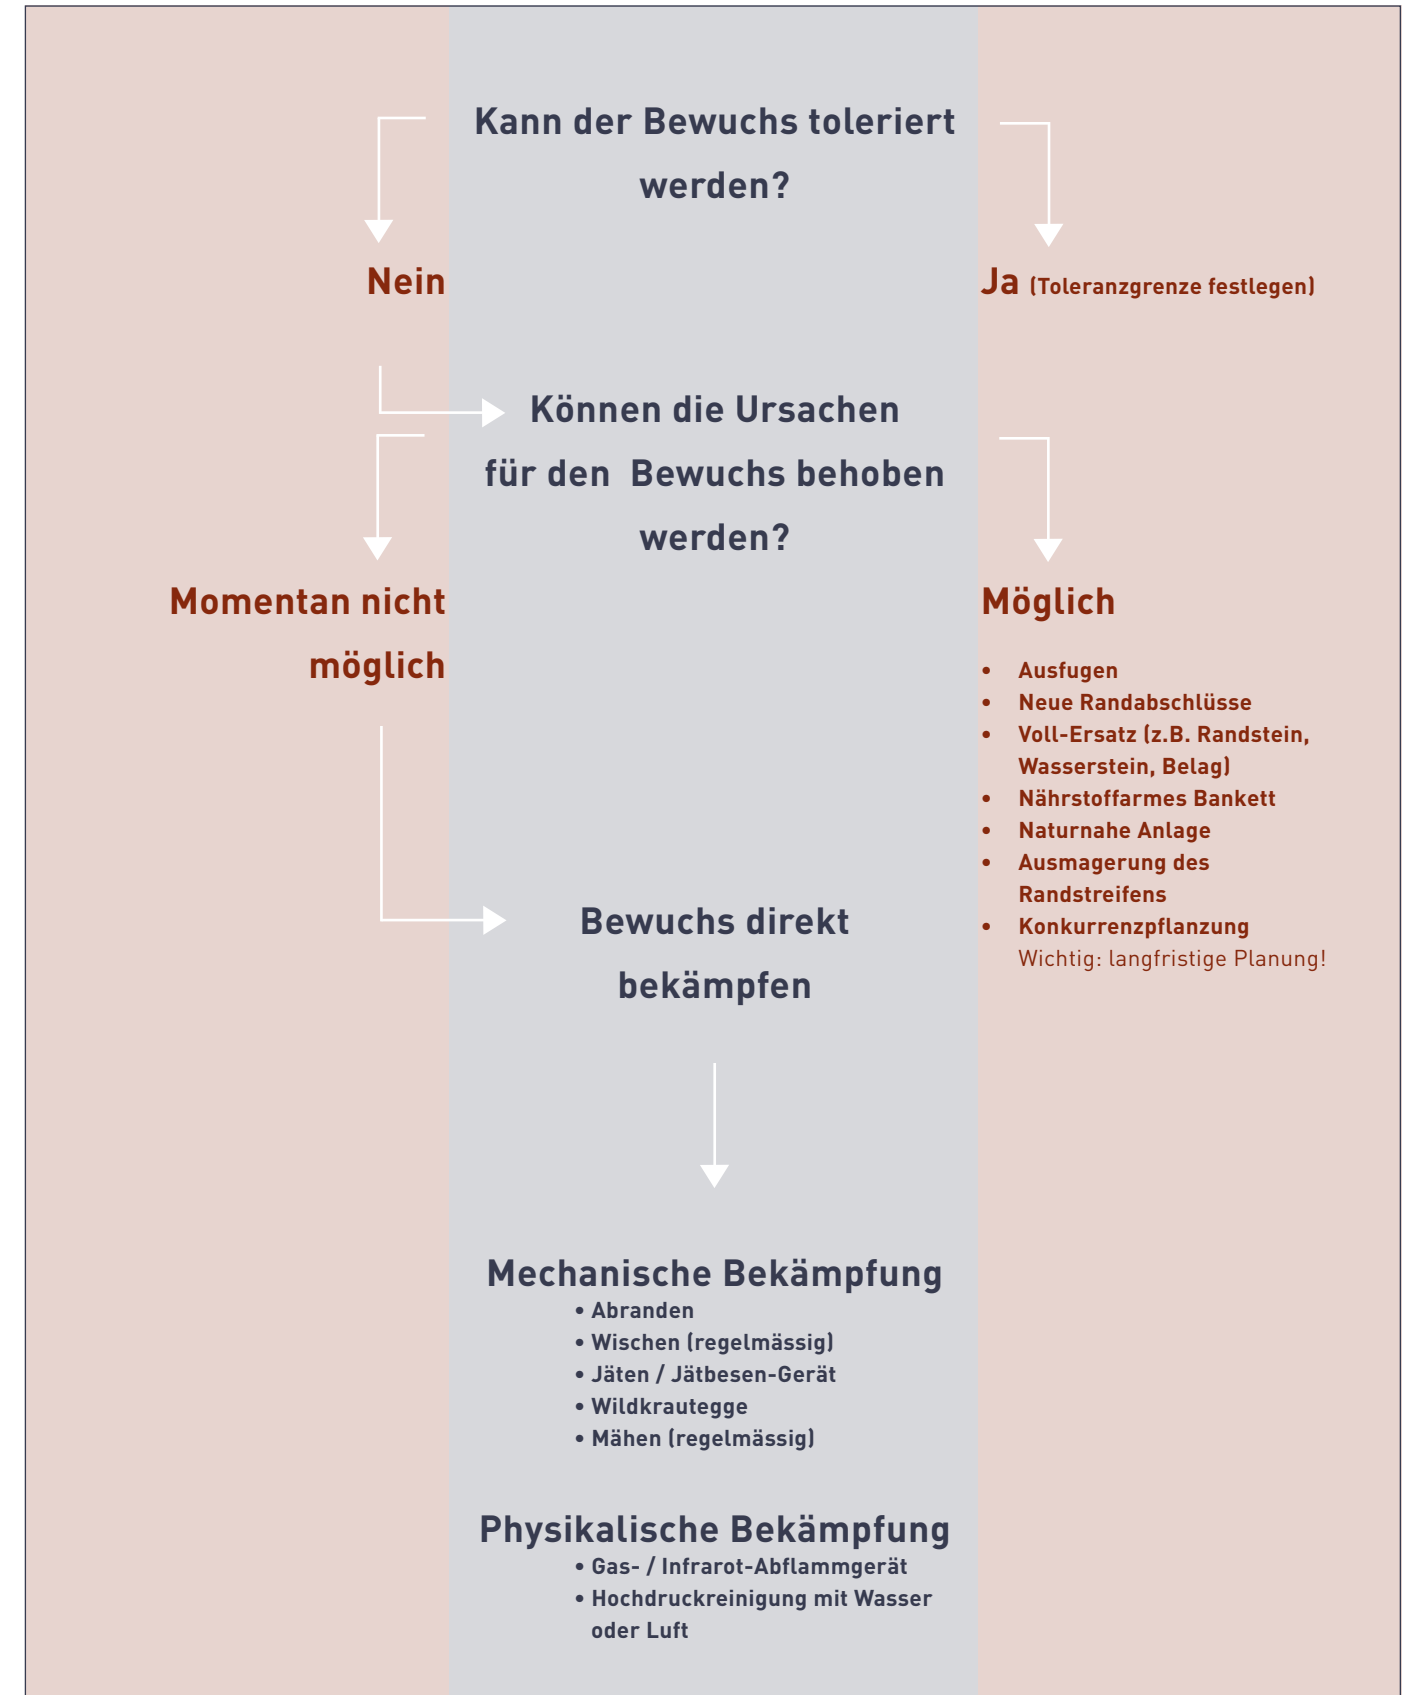 Kann der Bewuchs toleriert
werden?
Nein
Ja (Toleranzgrenze festlegen)
Können die Ursachen
für den Bewuchs behoben
werden?
Momentan nicht
möglich
Möglich
• Ausfugen
• Neue Randabschlüsse
• Voll-Ersatz (z.B. Randstein,
Wasserstein, Belag)
• Nährstoffarmes Bankett
• Naturnahe Anlage
• Ausmagerung des
Randstreifens
• Konkurrenzpflanzung
Wichtig: langfristige Planung!
Bewuchs direkt
bekämpfen
Mechanische Bekämpfung
• Abranden
• Wischen (regelmässig)
• Jäten / Jätbesen-Gerät
• Wildkrautegge
• Mähen (regelmässig)
Physikalische Bekämpfung
• Gas- / Infrarot-Abflammgerät
• Hochdruckreinigung mit Wasser
oder Luft